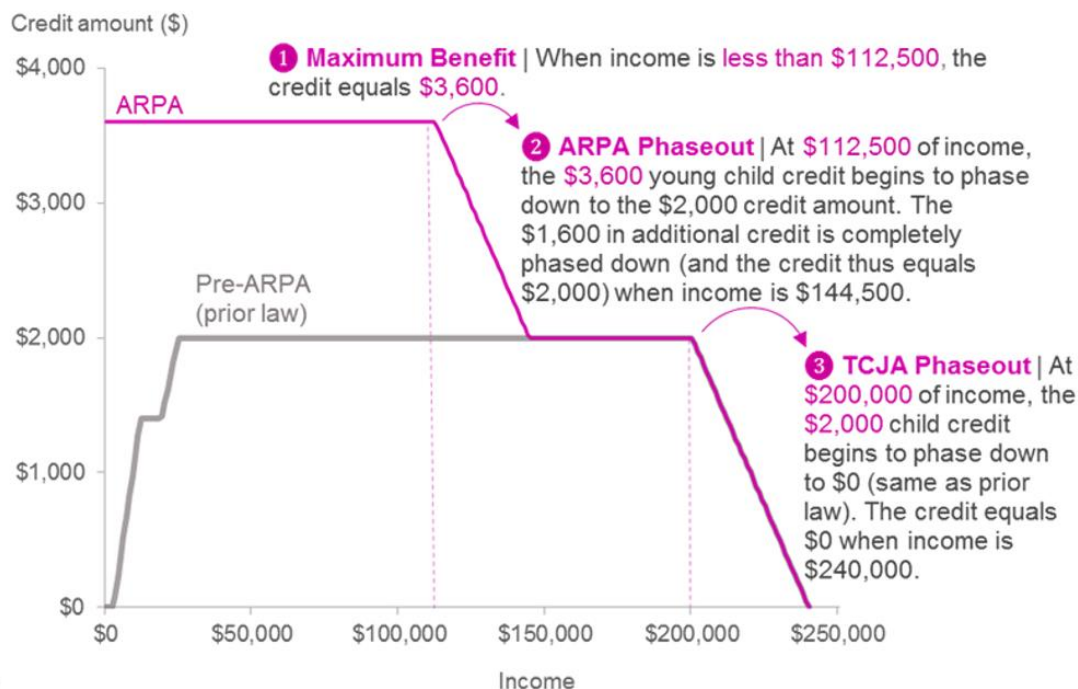 Credit amount ($)
$4,000
$3,000
$2,000
$1,000
$0
ARPA
Pre-ARPA
(prior law)
1 Maximum Benefit | When income is less than $112,500, the
credit equals $3,600.
2 ARPA Phaseout | At $112,500 of income,
the $3,600 young child credit begins to phase
down to the $2,000 credit amount. The
$1,600 in additional credit is completely
phased down (and the credit thus equals
$2,000) when income is $144,500.
3 TCJA Phaseout | At
$200,000 of income, the
$2,000 child credit
begins to phase down
to $0 (same as prior
law). The credit equals
$0 when income is
$240,000.
$0
$50,000
$100,000
$150,000
$200,000
$250,000
Income